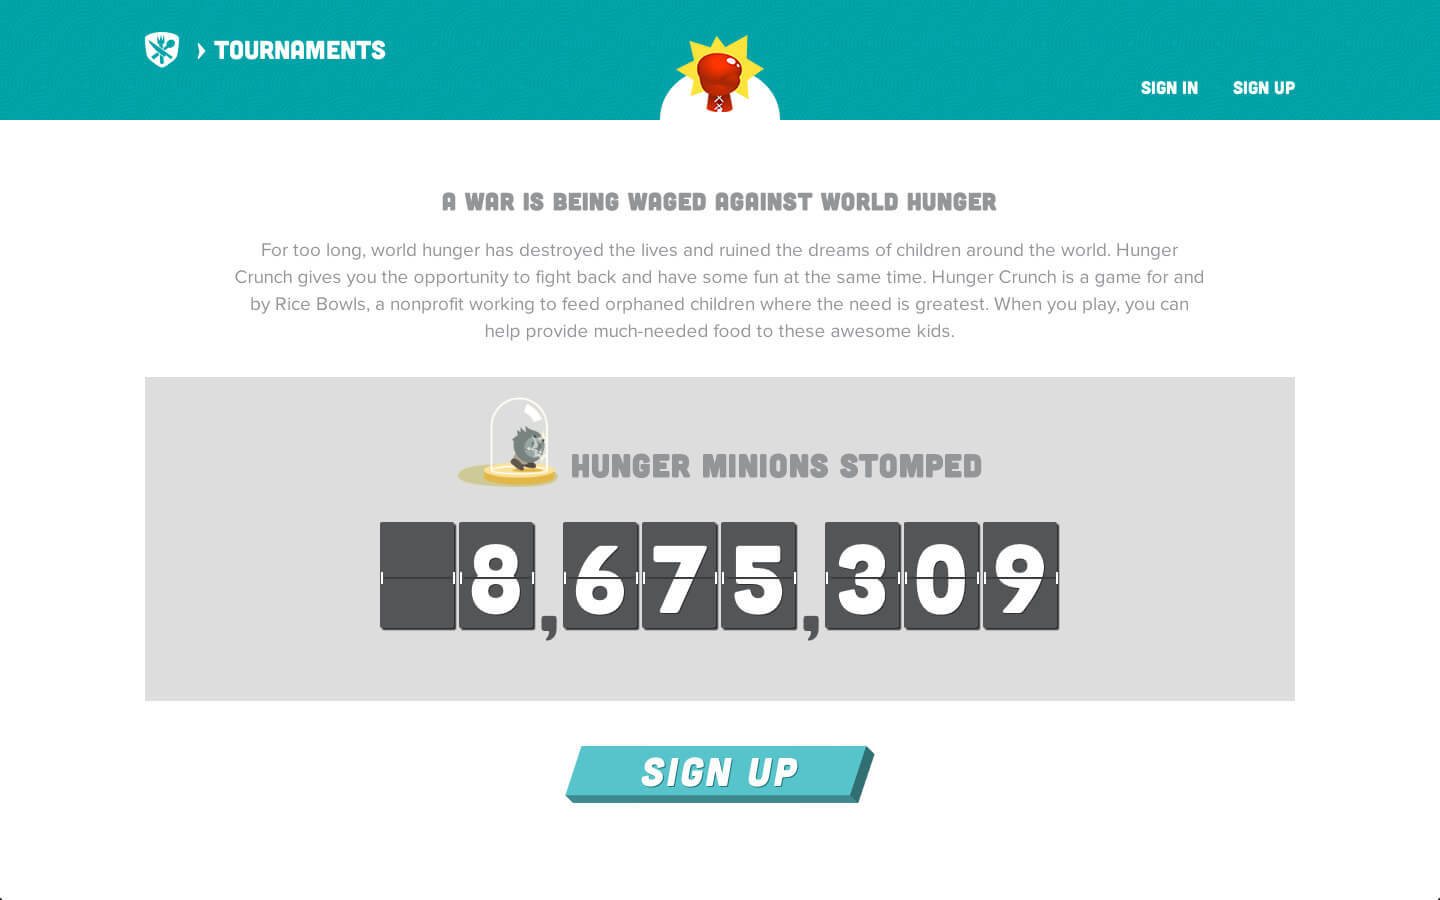 TOURNAMENTS
SIGN IN SIGN UP
A WAR IS BEING WAGED AGAINST WORLD HUNGER
For too long, world hunger has destroyed the lives and ruined the dreams of children around the world. Hunger
Crunch gives you the opportunity to fight back and have some fun at the same time. Hunger Crunch is a game for and
by Rice Bowls, a nonprofit working to feed orphaned children where the need is greatest. When you play, you can
help provide much-needed food to these awesome kids.
HUNGER MINIONS STOMPED
8,675,309
SIGN UP